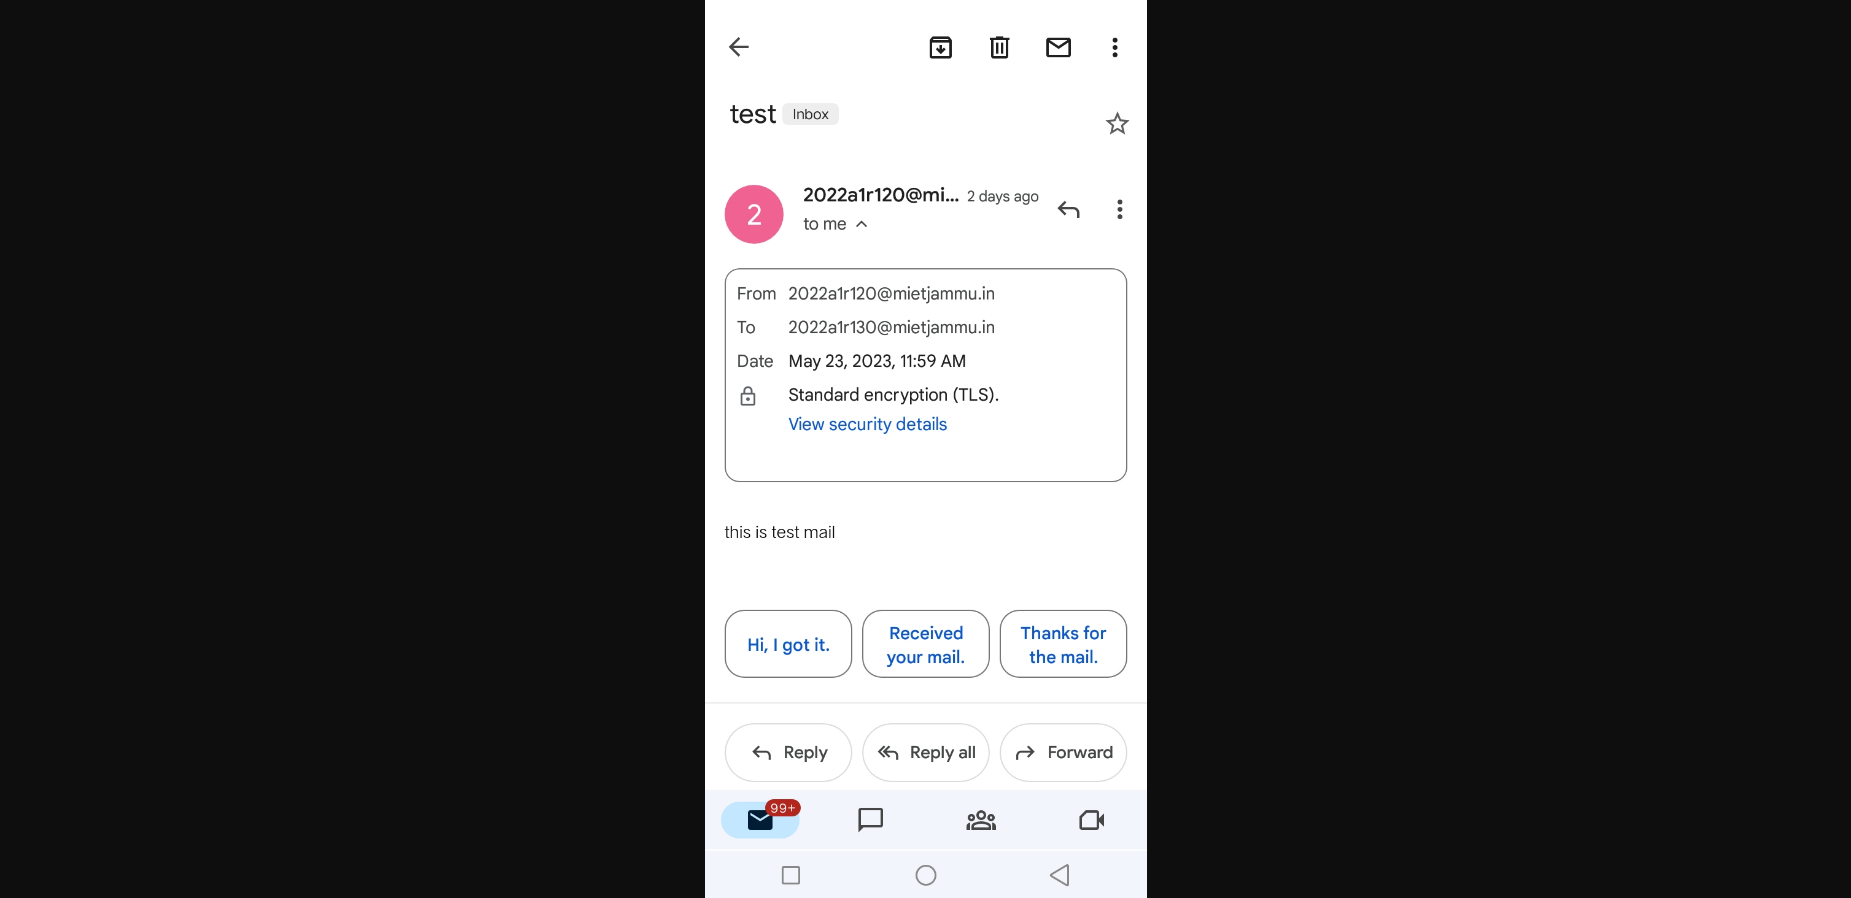 test Inbox
2
2022a1r120@mi... 2 days ago
to me
From 2022a1r120@mietjammu.in
To 2022a1r130@mietjammu.in
Date May 23, 2023, 11:59 AM
Standard encryption (TLS).
View security details
this is test mail
Hi, I got it.
Received
your mail.
Thanks for
the mail.
Reply
Reply all
Forward
99+